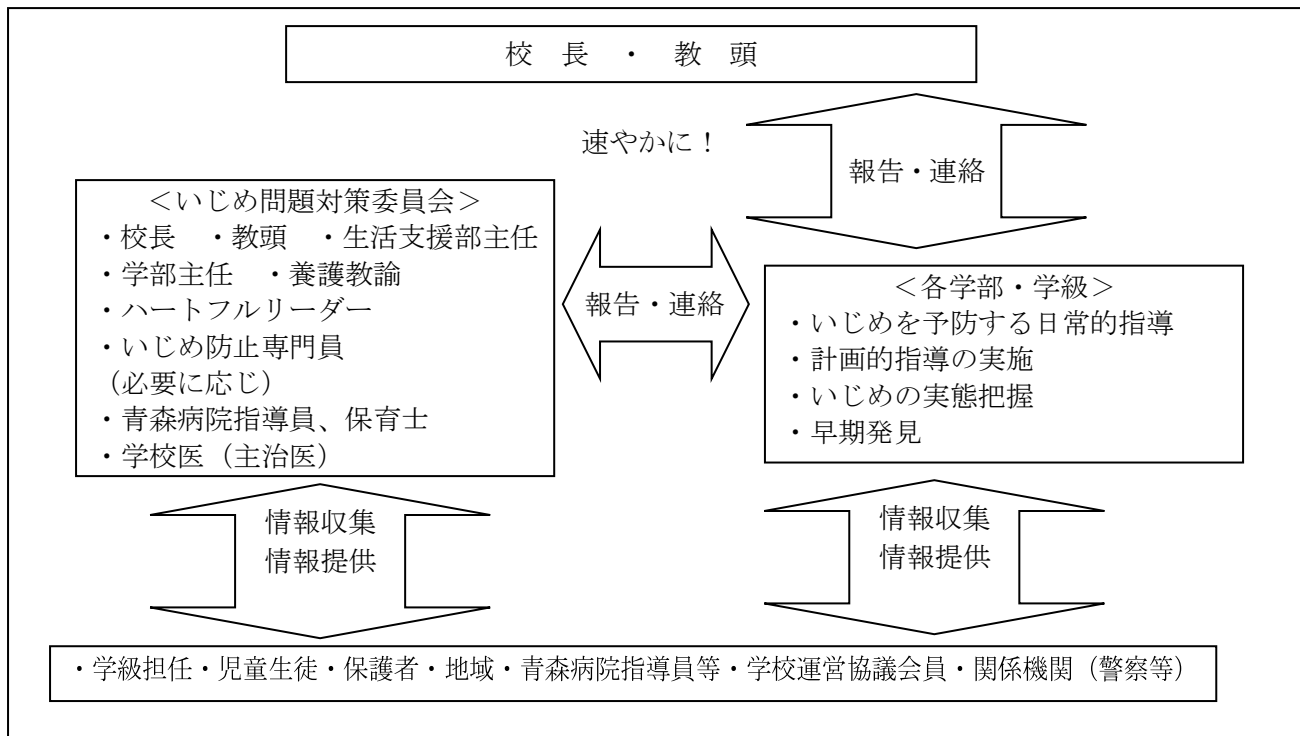 校 長 ・ 教 頭
速やかに！
報告・連絡
＜いじめ問題対策委員会＞
・校長 ・教頭 ・生活支援部主任
・学部主任 ・養護教諭
・ハートフルリーダー
・いじめ防止専門員
（必要に応じ）
・青森病院指導員、保育士
・学校医（主治医）
報告・連絡
＜各学部・学級＞
・いじめを予防する日常的指導
・計画的指導の実施
・いじめの実態把握
・早期発見
情報収集
情報提供
情報収集
情報提供
・学級担任・児童生徒・保護者・地域・青森病院指導員等・学校運営協議会員・関係機関（警察等）